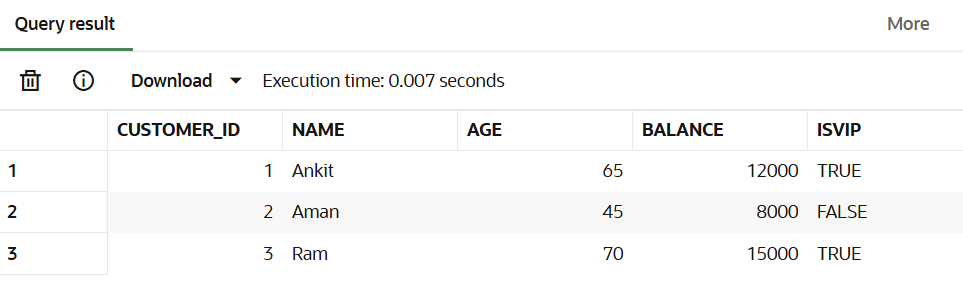 Query result More
Download Execution time: 0.007 seconds
CUSTOMER_ID NAME AGE BALANCE ISVIP
1 1 Ankit 65 12000 TRUE
2 2 Aman 45 8000 FALSE
3 3 Ram 70 15000 TRUE